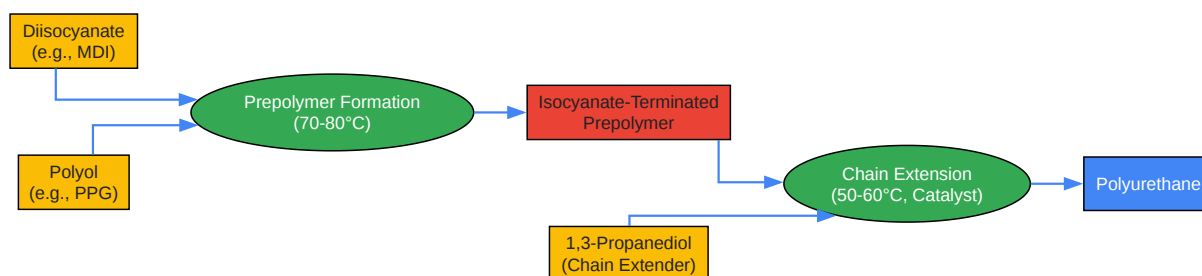 Diisocyanate
(e.g., MDI)
Polyol
(e.g., PPG)
Prepolymer Formation
(70-80°C)
Isocyanate-Terminated
Prepolymer
1,3-Propanediol
(Chain Extender)
Chain Extension
(50-60°C, Catalyst)
Polyurethane